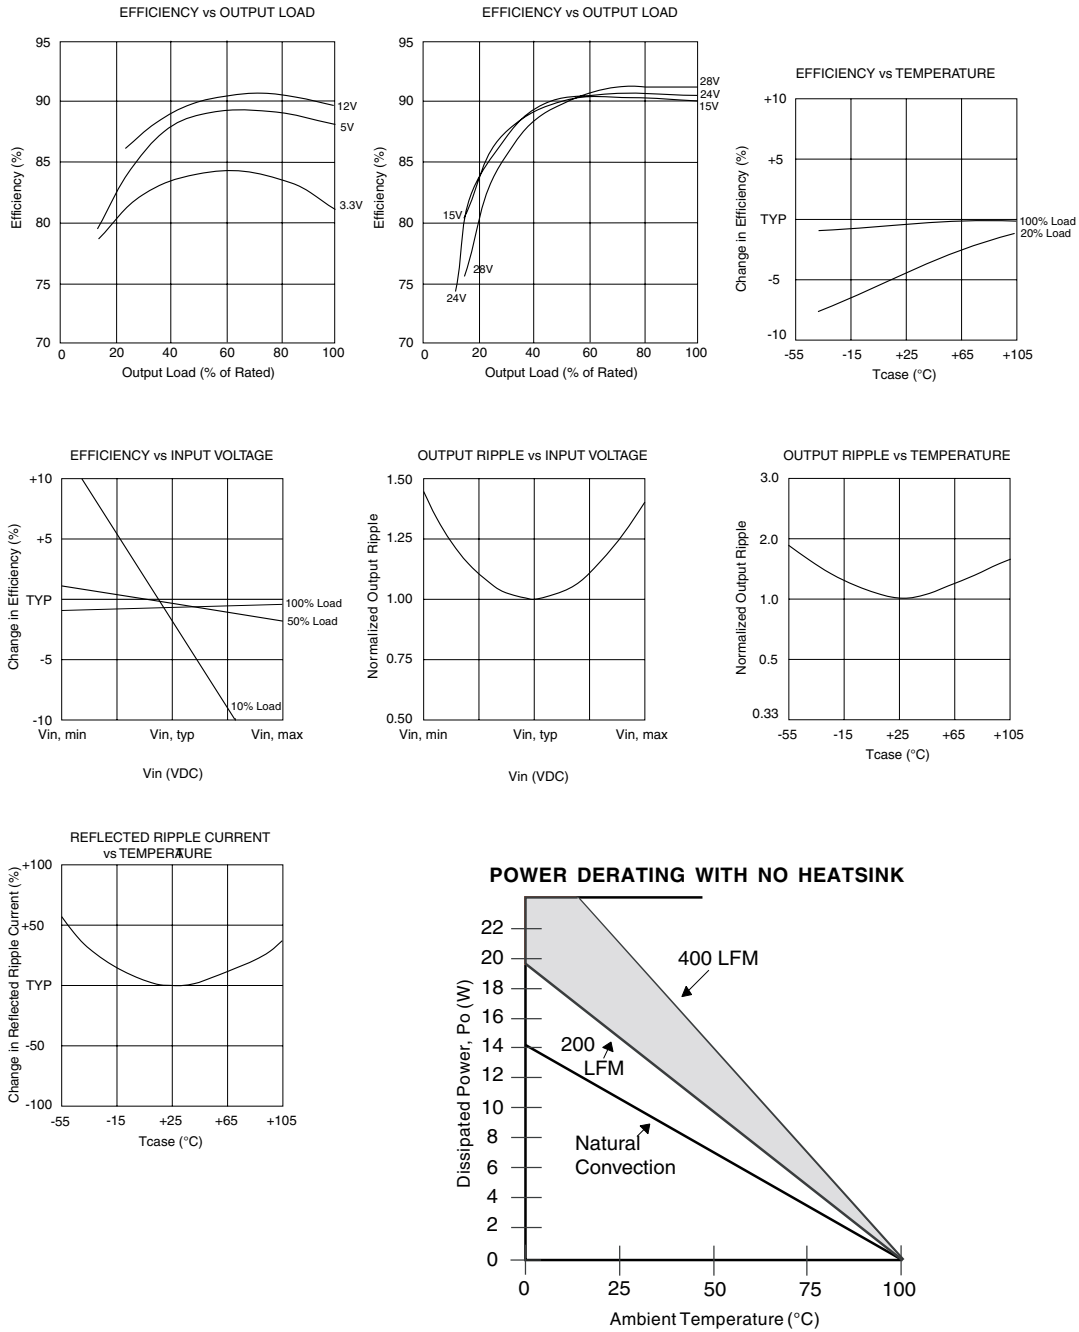 EFFICIENCY vs OUTPUT LOAD
95
90
85
80
75
70
0 20 40 60 80 100
Efficiency (%)
Output Load (% of Rated)
12V
5V
3.3V
EFFICIENCY vs OUTPUT LOAD
95
90
85
80
75
70
0 20 40 60 80 100
Efficiency (%)
Output Load (% of Rated)
28V
24V
15V
15V
28V
24V
EFFICIENCY vs TEMPERATURE
+10
+5
TYP
-5
-10
-55 -15 +25 +65 +105
Change in Efficiency (%)
Tcase (°C)
100% Load
20% Load
EFFICIENCY vs INPUT VOLTAGE
+10
+5
TYP
-5
-10
Vin, min Vin, typ Vin, max
Change in Efficiency (%)
Vin (VDC)
100% Load
50% Load
10% Load
OUTPUT RIPPLE vs INPUT VOLTAGE
1.50
1.25
1.00
0.75
0.50
Vin, min Vin, typ Vin, max
Normalized Output Ripple
Vin (VDC)
OUTPUT RIPPLE vs TEMPERATURE
3.0
2.0
1.0
0.5
0.33
-55 -15 +25 +65 +105
Normalized Output Ripple
Tcase (°C)
REFLECTED RIPPLE CURRENT
vs TEMPERATURE
+100
+50
TYP
-50
-100
-55 -15 +25 +65 +105
Change in Reflected Ripple Current (%)
Tcase (°C)
POWER DERATING WITH NO HEATSINK
22
20
18
16
14
12
10
8
6
4
2
0
0 25 50 75 100
Dissipated Power, Po (W)
Ambient Temperature (°C)
400 LFM
200
LFM
Natural
Convection